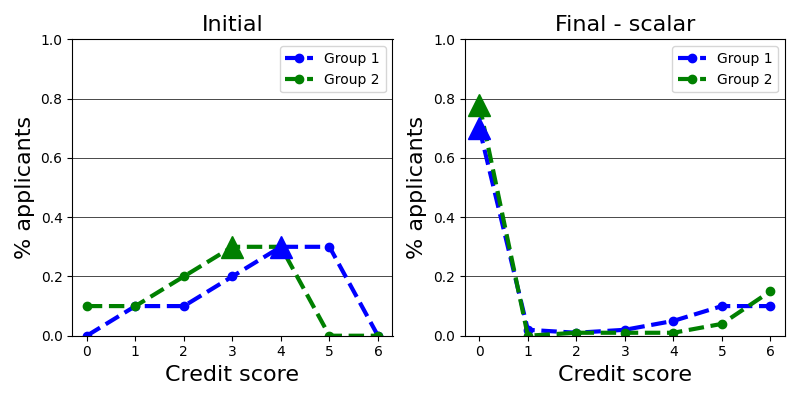 Initial
1.0
0.8
0.6
0.4
0.2
0.0
% applicants
0 1 2 3 4 5 6
Credit score
Group 1
Group 2
Final - scalar
1.0
0.8
0.6
0.4
0.2
0.0
% applicants
0 1 2 3 4 5 6
Credit score
Group 1
Group 2